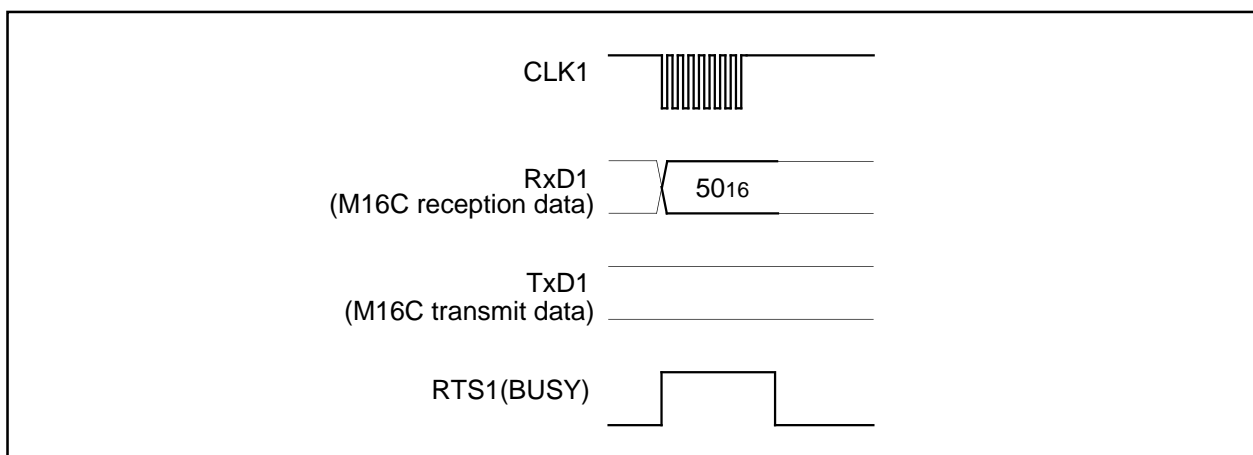 CLK1
RxD1
(M16C reception data)
5016
TxD1
(M16C transmit data)
RTS1(BUSY)